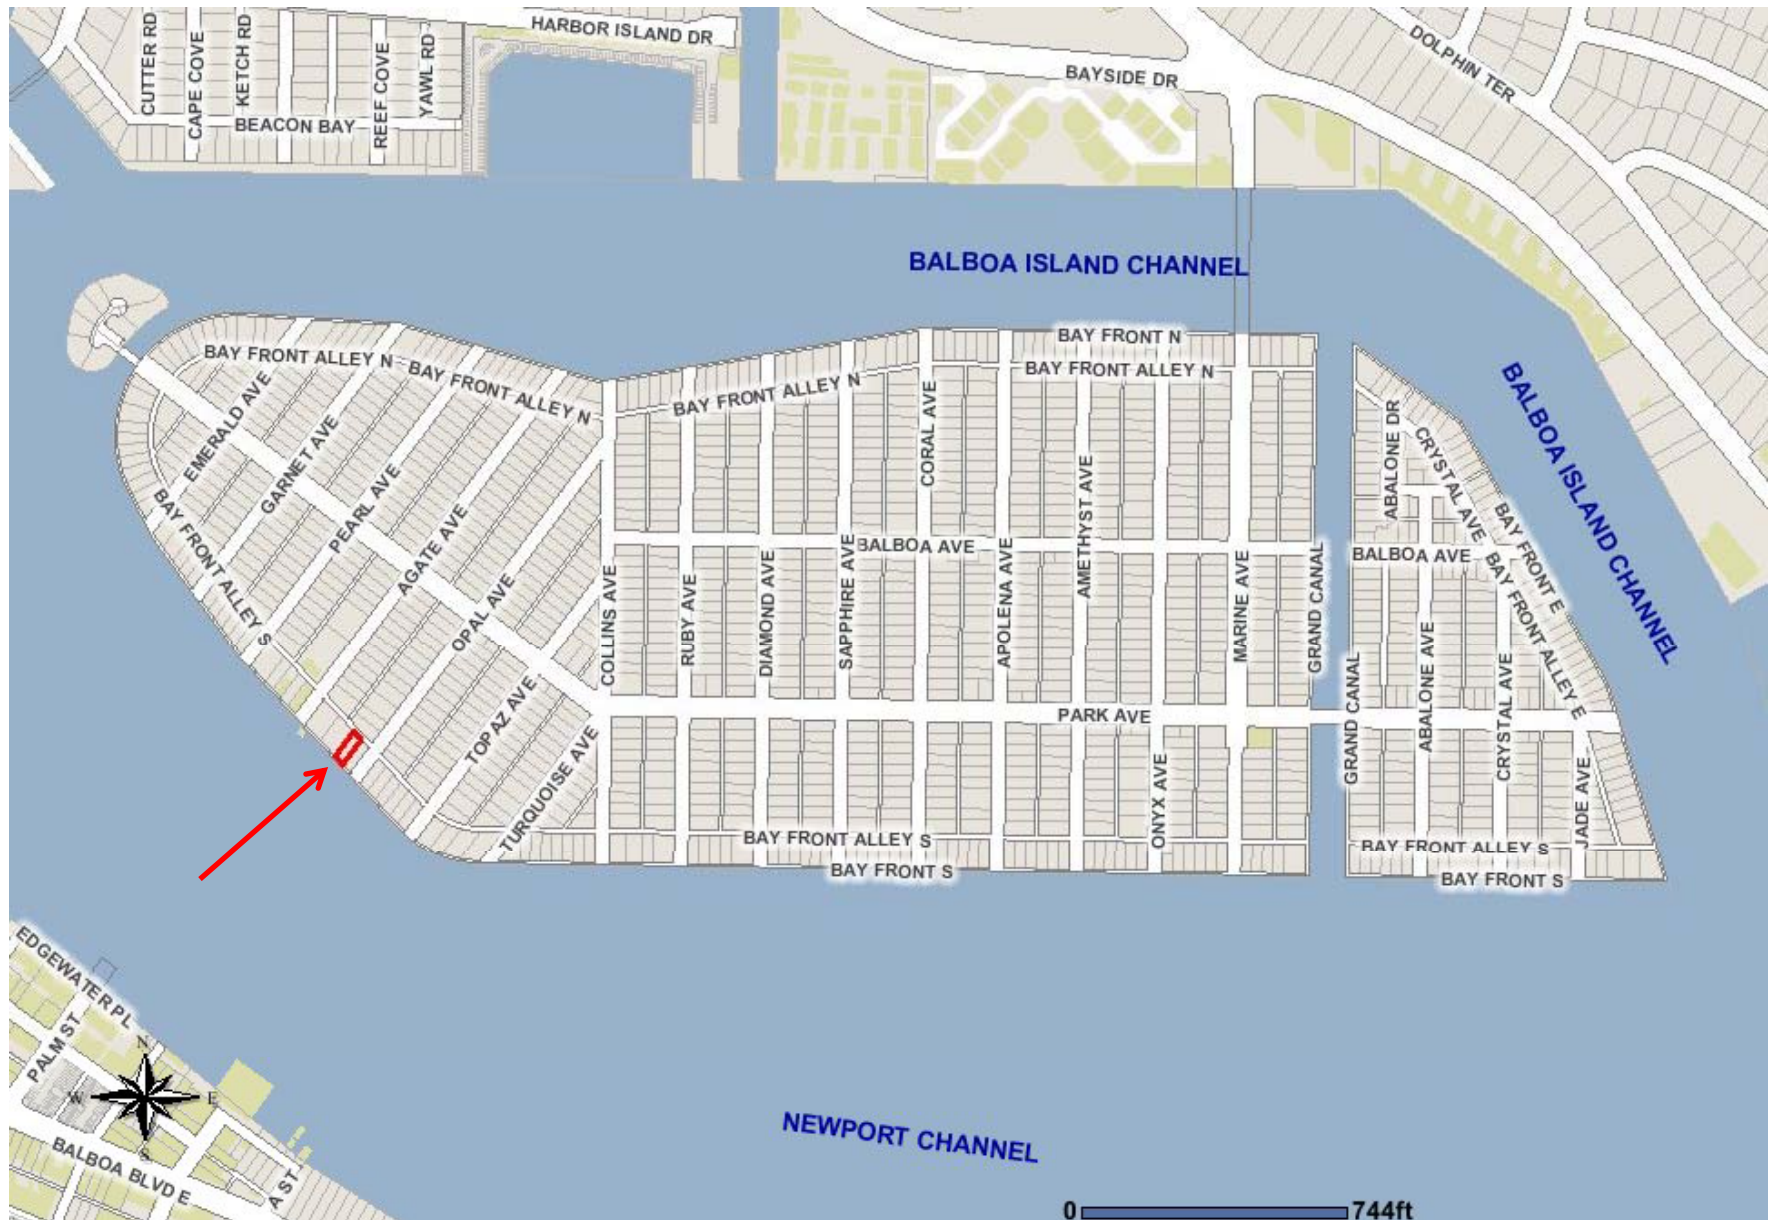 HARBOR ISLAND DR
CUTTER RD
CAPE COVE
KETCH RD
REEF COVE
YAWL RD
BEACON BAY
BAYSIDE DR
DOLPHIN TER
BALBOA ISLAND CHANNEL
BALBOA ISLAND CHANNEL
BAY FRONT N
BAY FRONT ALLEY N
BAY FRONT ALLEY N
BAY FRONT ALLEY N
BAY FRONT ALLEY N
EMERALD AVE
GARNET AVE
PEARL AVE
AGATE AVE
OPAL AVE
TOPAZ AVE
TURQUOISE AVE
BAY FRONT ALLEY S
COLLINS AVE
RUBY AVE
DIAMOND AVE
SAPPHIRE AVE
CORAL AVE
APOLENA AVE
AMETHYST AVE
ONYX AVE
MARINE AVE
GRAND CANAL
GRAND CANAL
BALBOA AVE
BALBOA AVE
PARK AVE
ABALONE DR
CRYSTAL AVE
BAY FRONT E
BAY FRONT ALLEY E
ABALONE AVE
CRYSTAL AVE
JADE AVE
BAY FRONT ALLEY S
BAY FRONT S
BAY FRONT ALLEY S
BAY FRONT S
EDGEWATER PL
PALM ST
BALBOA BLVD E
A ST
N
W
E
S
NEWPORT CHANNEL
0
744ft